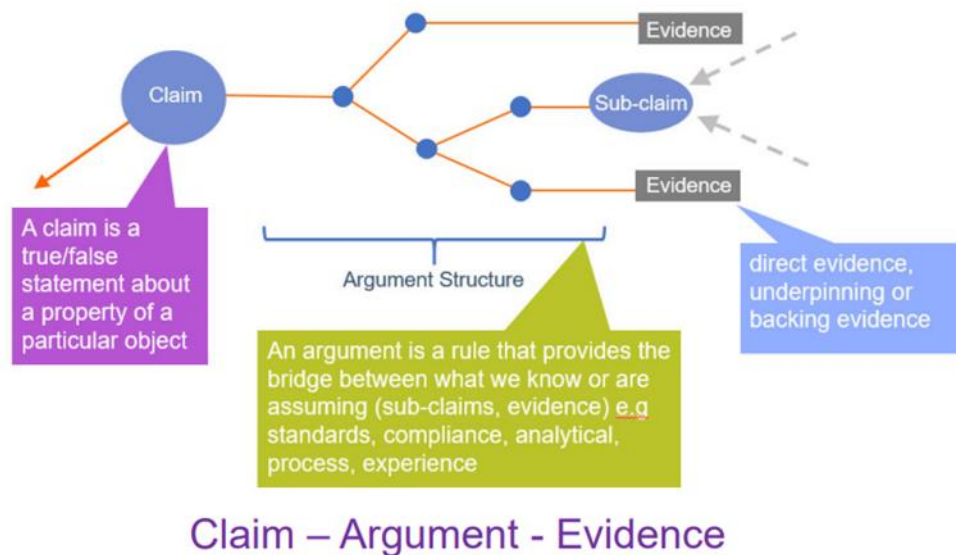 Evidence
Claim
Sub-claim
Evidence
A claim is a
true/false
statement about
a property of a
particular object
Argument Structure
direct evidence,
underpinning or
backing evidence
An argument is a rule that provides the
bridge between what we know or are
assuming (sub-claims, evidence) e.g
standards, compliance, analytical,
process, experience
Claim – Argument - Evidence